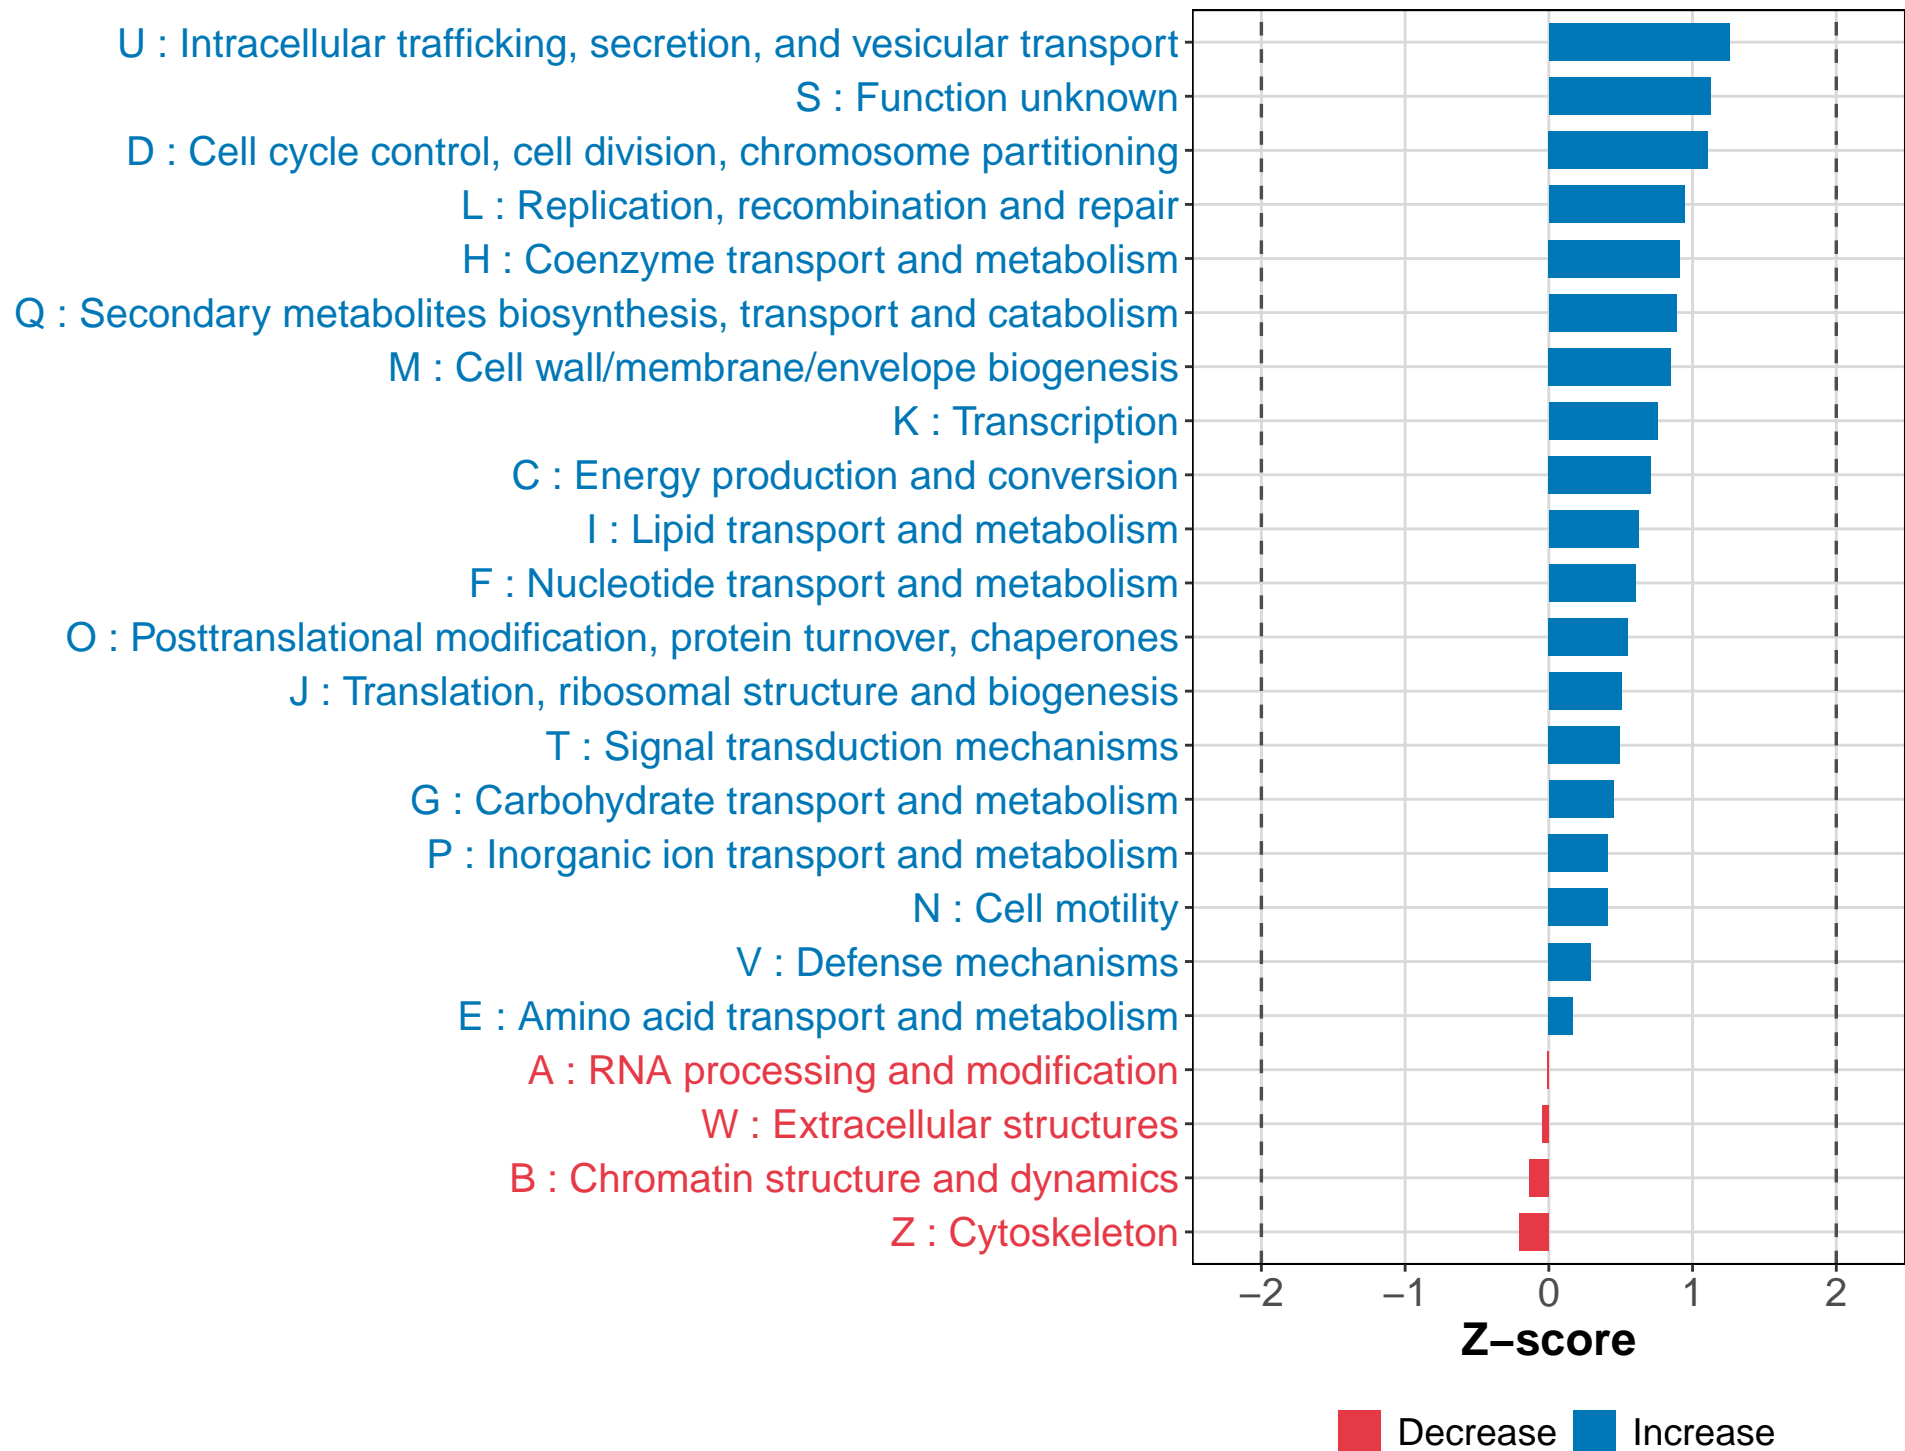 U : Intracellular trafficking, secretion, and vesicular transport
S : Function unknown
D : Cell cycle control, cell division, chromosome partitioning
L : Replication, recombination and repair
H : Coenzyme transport and metabolism
Q : Secondary metabolites biosynthesis, transport and catabolism
M : Cell wall/membrane/envelope biogenesis
K : Transcription
C : Energy production and conversion
I : Lipid transport and metabolism
F : Nucleotide transport and metabolism
O : Posttranslational modification, protein turnover, chaperones
J : Translation, ribosomal structure and biogenesis
T : Signal transduction mechanisms
G : Carbohydrate transport and metabolism
P : Inorganic ion transport and metabolism
N : Cell motility
V : Defense mechanisms
E : Amino acid transport and metabolism
A : RNA processing and modification
W : Extracellular structures
B : Chromatin structure and dynamics
Z : Cytoskeleton
−2 −1 0 1 2
Z−score
Decrease Increase